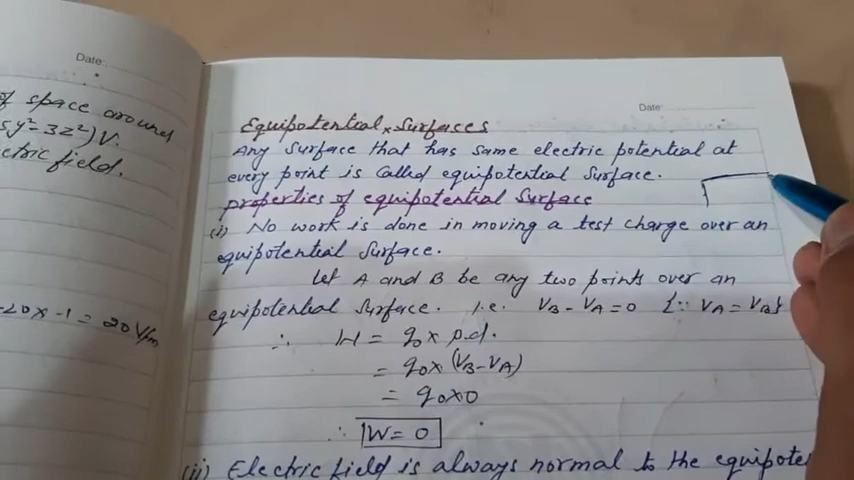 Date:
of space around
5y²-3z²)V.
ctric field.
-20x-1 = 20 V/m
Date
Equipotential Surfaces
Any Surface that has same electric potential at
every point is called equipotential Surface.
properties of equipotential Surface
(i) No work is done in moving a test charge over an
equipotential Surface.
Let A and B be any two points over an
equipotential Surface. i.e. VB-VA=0 {∵ VA=VB}
∴ W = q0 x p.d.
= q0x (VB-VA)
= q0x0
∴ W= 0
(ii) Electric field is always normal to the equipote